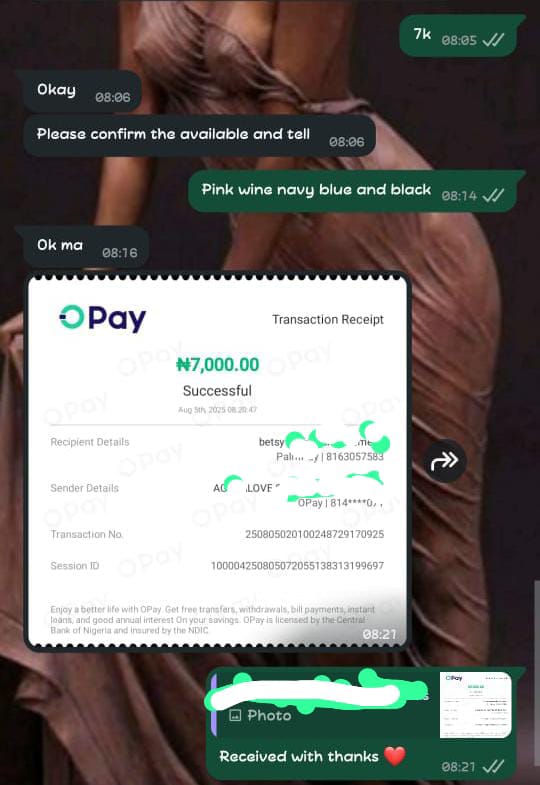 7k 08:05
Okay 08:06
Please confirm the available and tell 08:06
Pink wine navy blue and black 08:14
Ok ma 08:16
OPay Transaction Receipt
₦7,000.00
Successful
Aug 5th, 2025 08:20:47
Recipient Details betsy
8163057583
Sender Details
OPay | 814****0
Transaction No. 250805020100248729170925
Session ID 100004250805072055138313199697
Enjoy a better life with OPay. Get free transfers, withdrawals, bill payments, instant
loans, and good annual interest On your savings. OPay is licensed by the Central
Bank of Nigeria and insured by the NDIC.
08:21
Photo
Received with thanks ❤️ 08:21